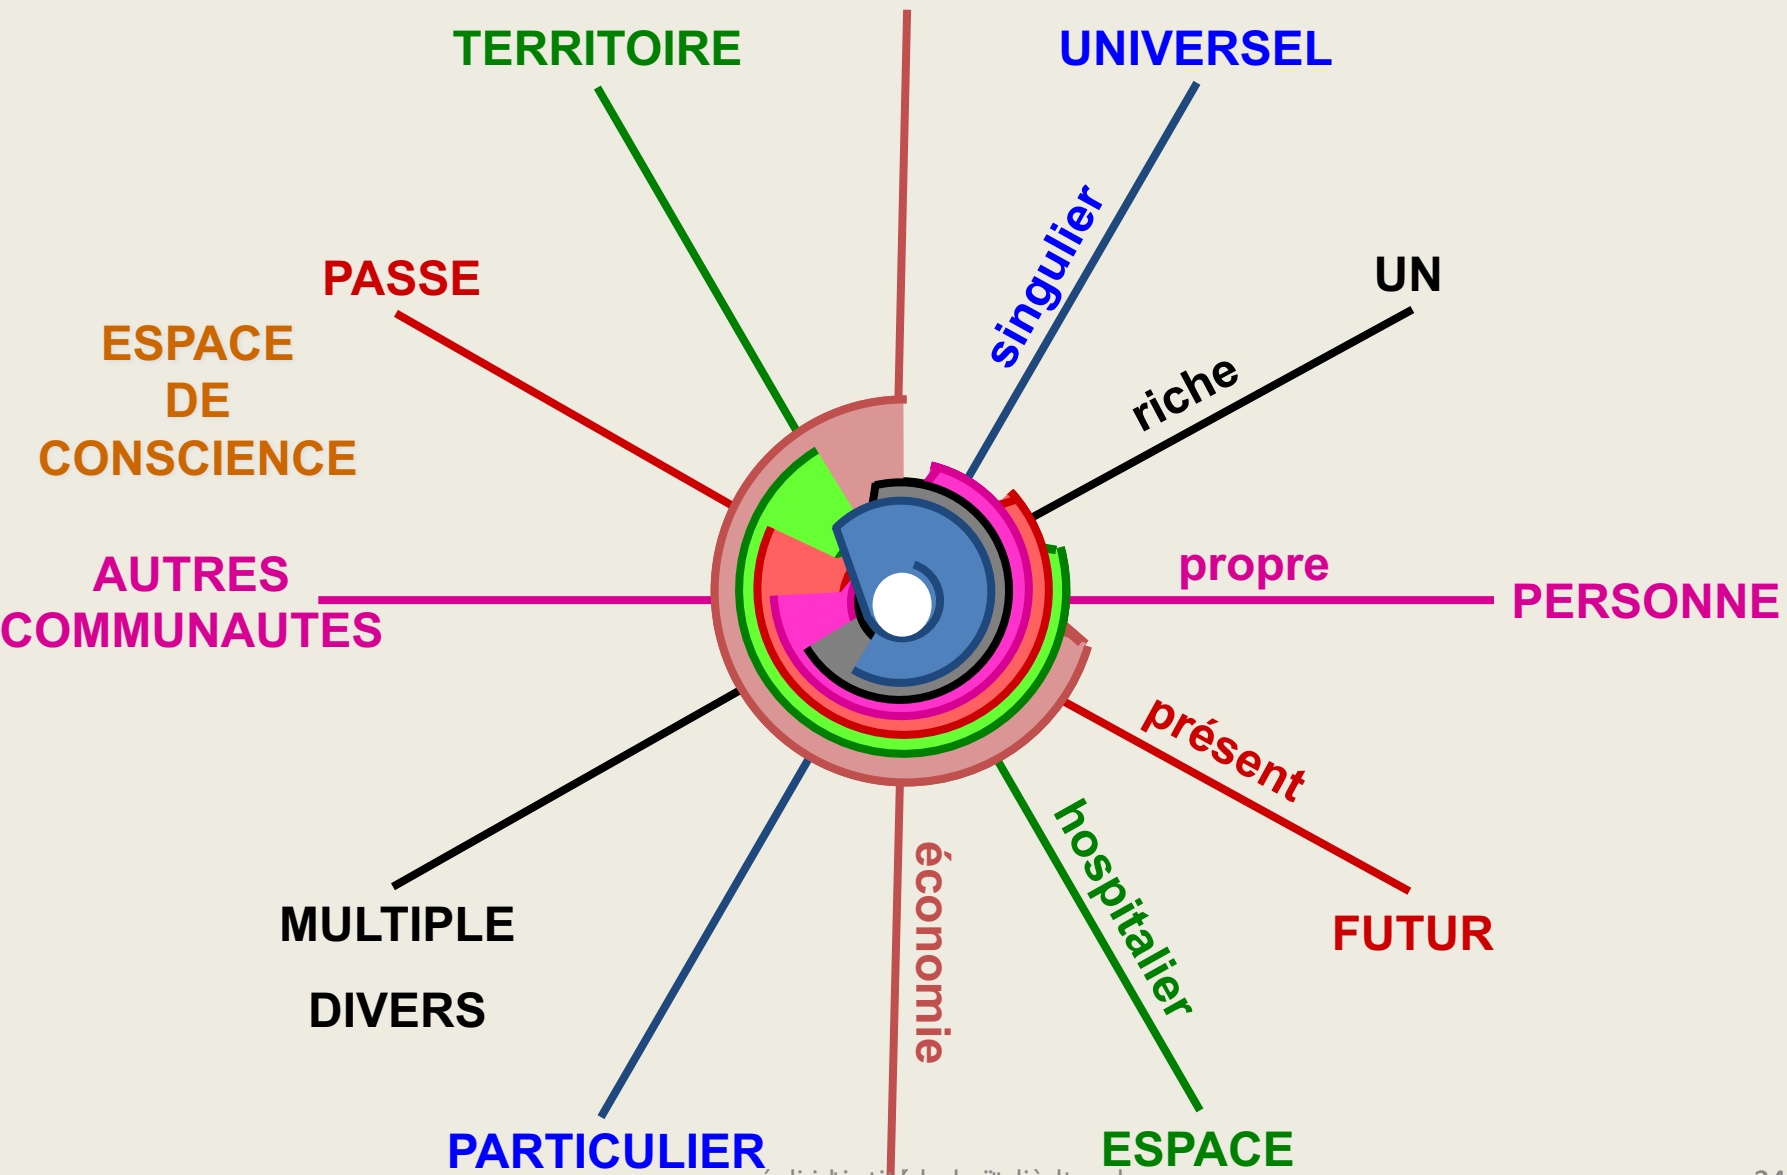 TERRITOIRE
UNIVERSEL
singulier
UN
PASSE
riche
ESPACE
DE
CONSCIENCE
propre
AUTRES
COMMUNAUTES
PERSONNE
présent
hospitalier
économie
MULTIPLE
FUTUR
DIVERS
PARTICULIER
ESPACE